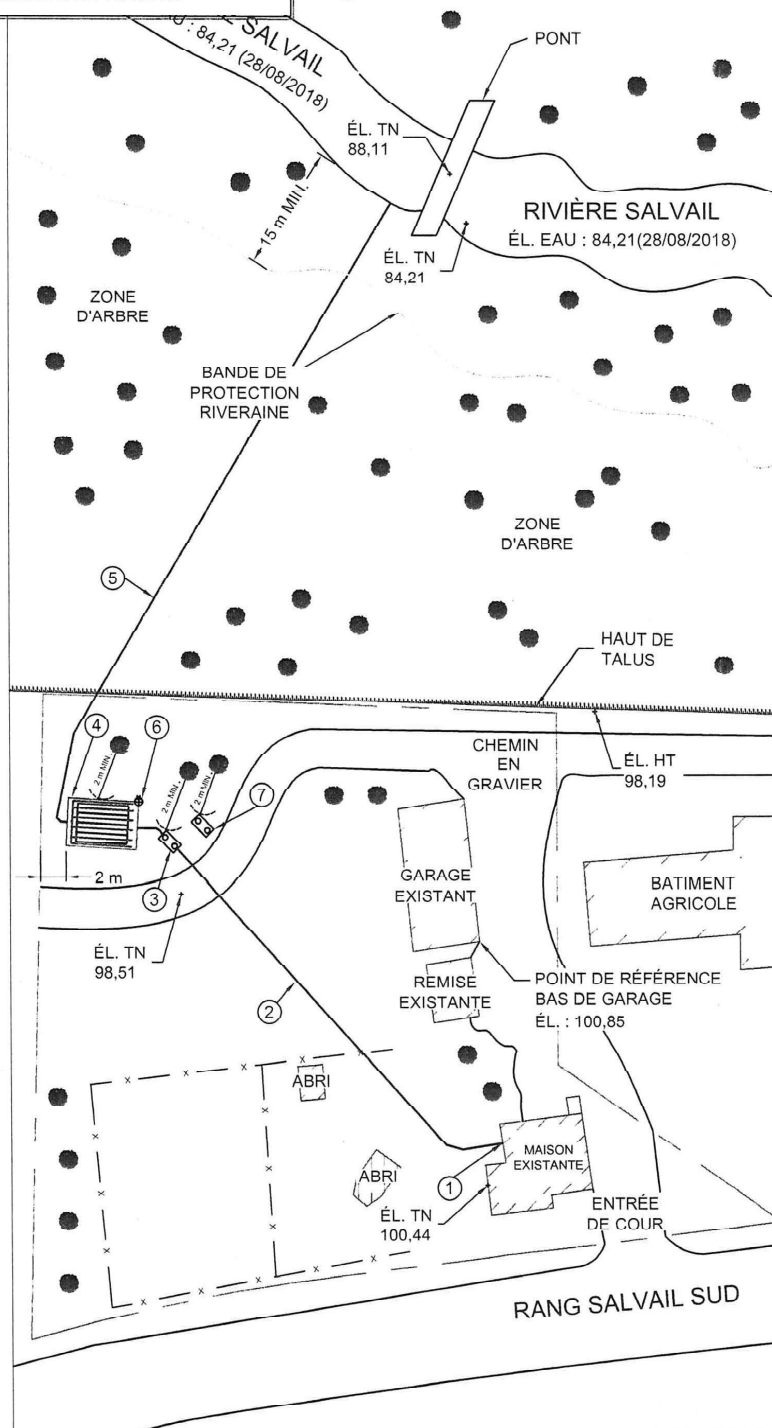 SALVAIL
: 84,21 (28/08/2018)
PONT
ÉL. TN
88,11
15 m MIN.
RIVIÈRE SALVAIL
ÉL. EAU : 84,21(28/08/2018)
ÉL. TN
84,21
ZONE
D'ARBRE
BANDE DE
PROTECTION
RIVERAINE
ZONE
D'ARBRE
5
HAUT DE
TALUS
4
6
2 m MIN.
2 m MIN.
2 m MIN.
7
CHEMIN
EN
GRAVIER
ÉL. HT
98,19
2 m
3
GARAGE
EXISTANT
BATIMENT
AGRICOLE
ÉL. TN
98,51
REMISE
EXISTANTE
POINT DE RÉFÉRENCE
BAS DE GARAGE
ÉL. : 100,85
2
ABRI
ABRI
1
MAISON
EXISTANTE
ÉL. TN
100,44
ENTRÉE
DE COUR
RANG SALVAIL SUD